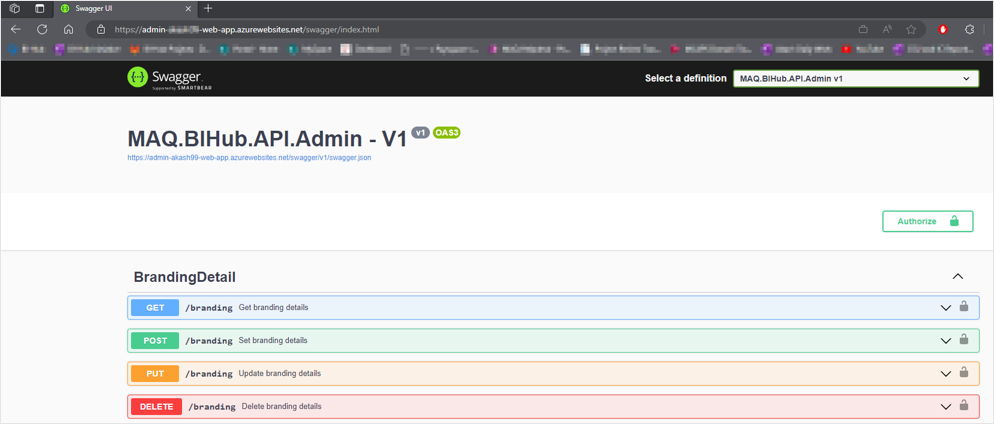 Swagger UI
https://admin- -web-app.azurewebsites.net/swagger/index.html
Swagger
Supported by SMARTBEAR
Select a definition
MAQ.BIHub.API.Admin v1
MAQ.BIHub.API.Admin - V1 v1 OAS3
https://admin-akash99-web-app.azurewebsites.net/swagger/v1/swagger.json
Authorize
BrandingDetail
GET /branding Get branding details
POST /branding Set branding details
PUT /branding Update branding details
DELETE /branding Delete branding details